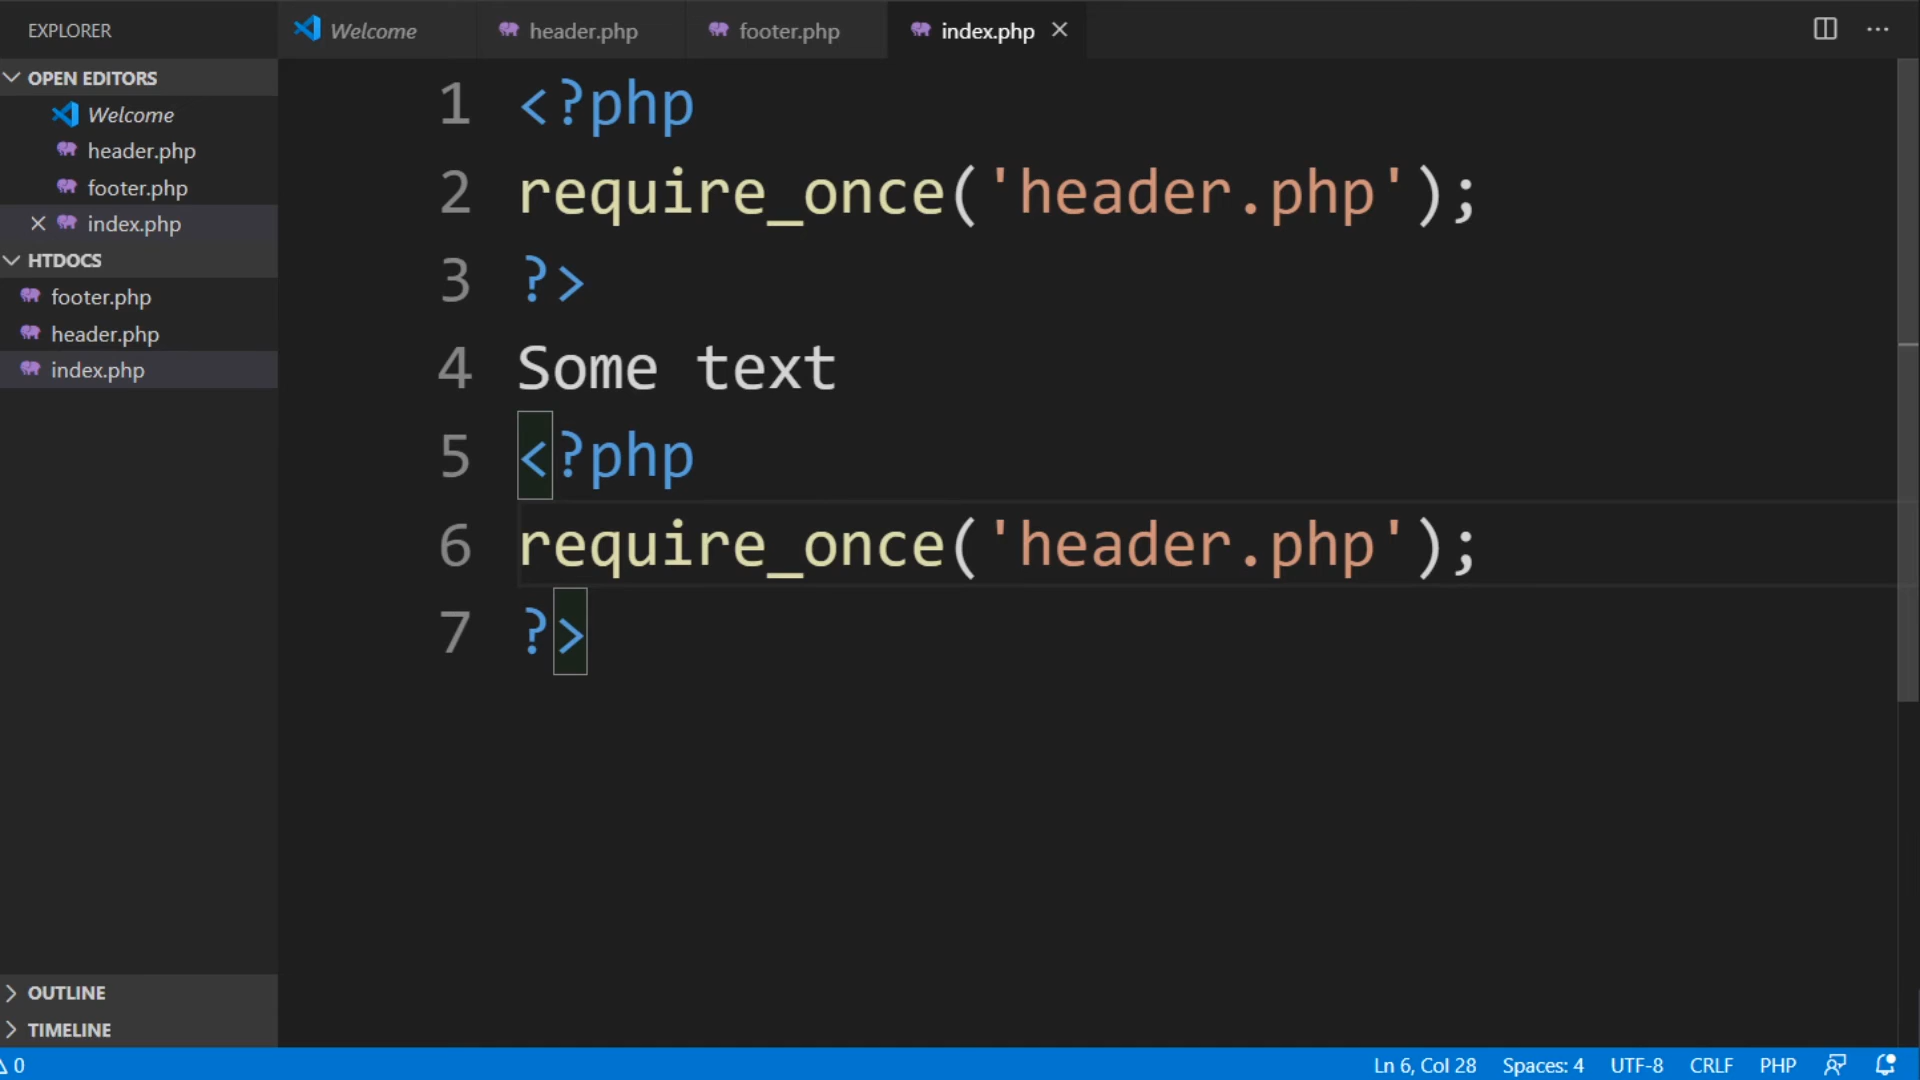 EXPLORER
OPEN EDITORS
Welcome
header.php
footer.php
index.php
HTDOCS
footer.php
header.php
index.php
OUTLINE
TIMELINE
Welcome
header.php
footer.php
index.php
1 <?php
2 require_once('header.php');
3 ?>
4 Some text
5 <?php
6 require_once('header.php');
7 ?>
0
Ln 6, Col 28
Spaces: 4
UTF-8
CRLF
PHP